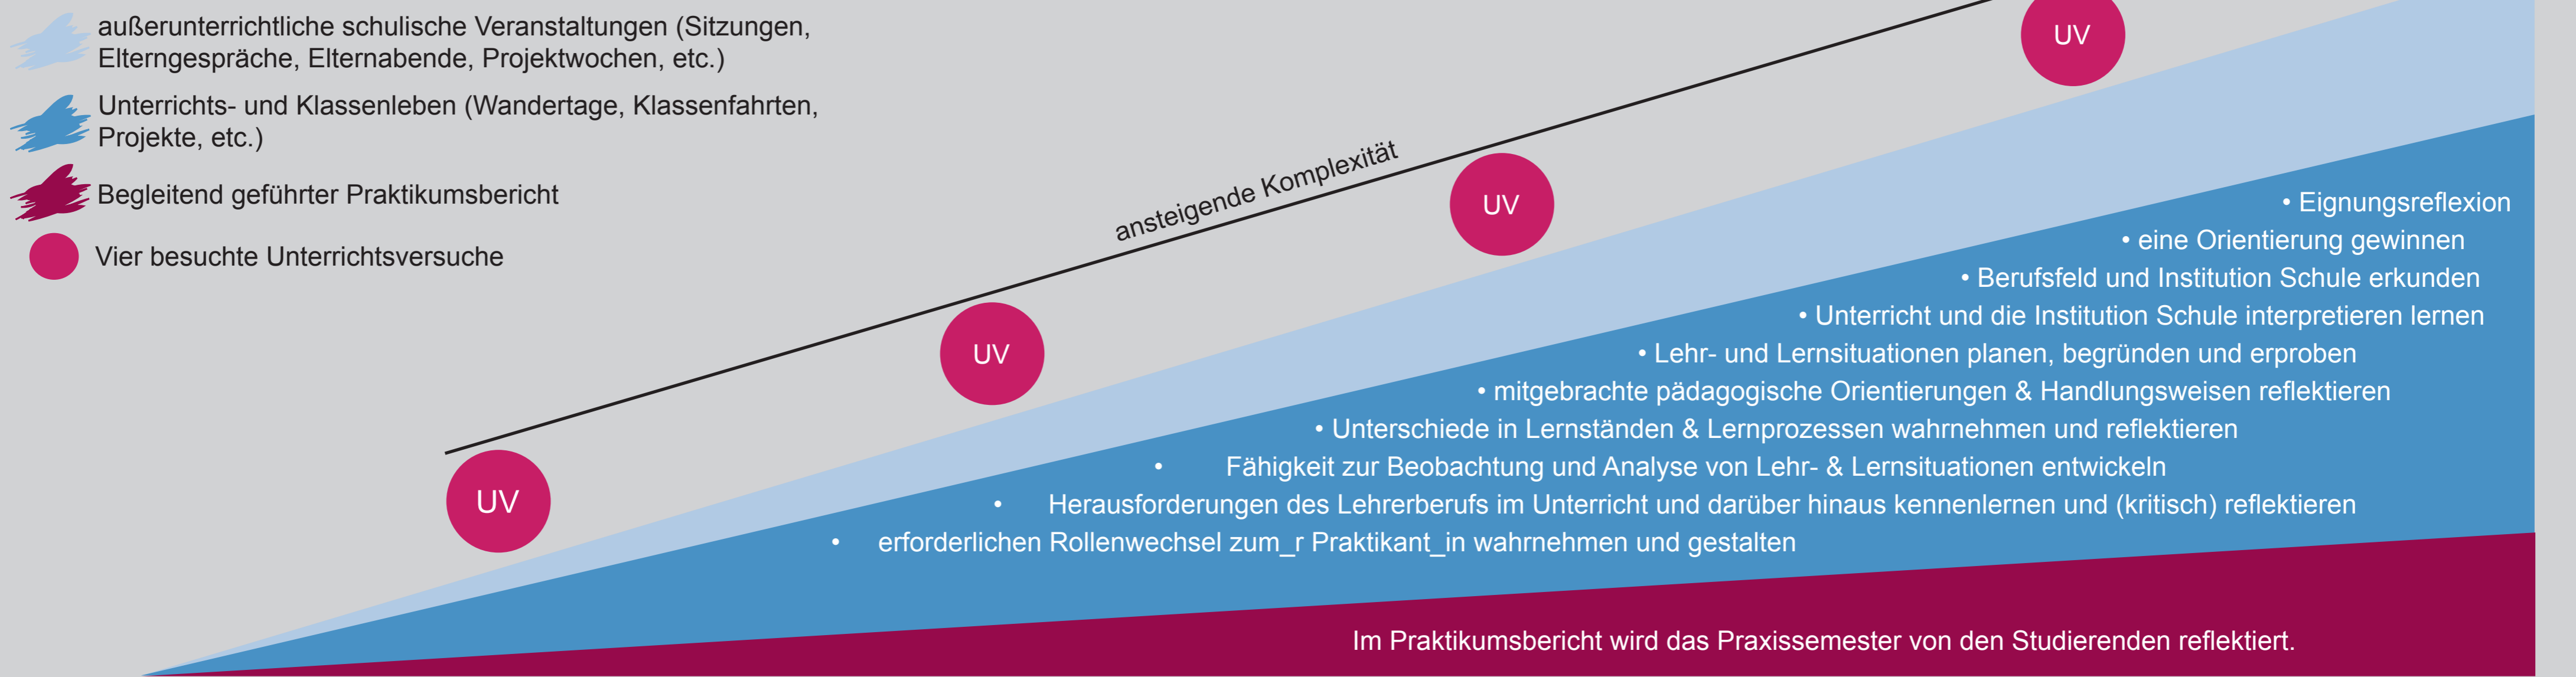 außerunterrichtliche schulische Veranstaltungen (Sitzungen,
Elterngespräche, Elternabende, Projektwochen, etc.)
Unterrichts- und Klassenleben (Wandertage, Klassenfahrten,
Projekte, etc.)
Begleitend geführter Praktikumsbericht
Vier besuchte Unterrichtsversuche
ansteigende Komplexität
UV
UV
UV
UV
• Eignungsreflexion
• eine Orientierung gewinnen
• Berufsfeld und Institution Schule erkunden
• Unterricht und die Institution Schule interpretieren lernen
• Lehr- und Lernsituationen planen, begründen und erproben
• mitgebrachte pädagogische Orientierungen & Handlungsweisen reflektieren
• Unterschiede in Lernständen & Lernprozessen wahrnehmen und reflektieren
• Fähigkeit zur Beobachtung und Analyse von Lehr- & Lernsituationen entwickeln
• Herausforderungen des Lehrerberufs im Unterricht und darüber hinaus kennenlernen und (kritisch) reflektieren
• erforderlichen Rollenwechsel zum_r Praktikant_in wahrnehmen und gestalten
Im Praktikumsbericht wird das Praxissemester von den Studierenden reflektiert.